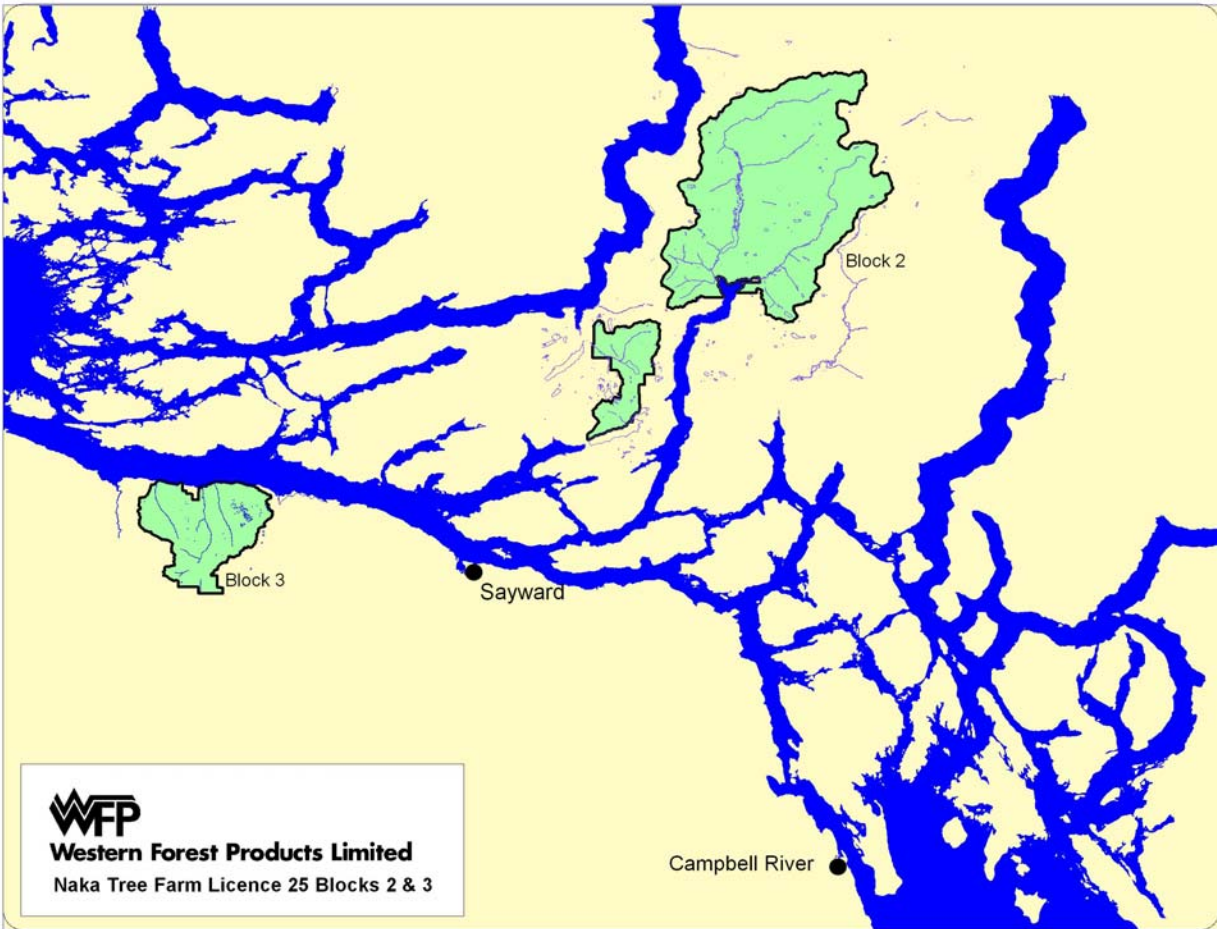 Block 2
Block 3
Sayward
Campbell River
WFP
Western Forest Products Limited
Naka Tree Farm Licence 25 Blocks 2 & 3